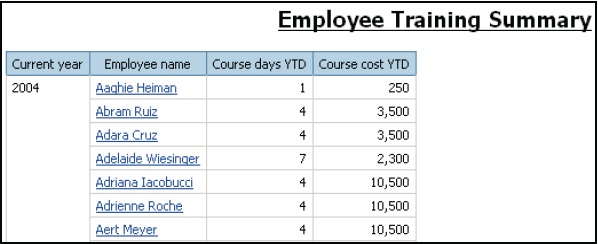 Employee Training Summary
Current year Employee name Course days YTD Course cost YTD
2004 Aaghie Heiman 1 250
Abram Ruiz 4 3,500
Adara Cruz 4 3,500
Adelaide Wiesinger 7 2,300
Adriana Iacobucci 4 10,500
Adrienne Roche 4 10,500
Aert Meyer 4 10,500